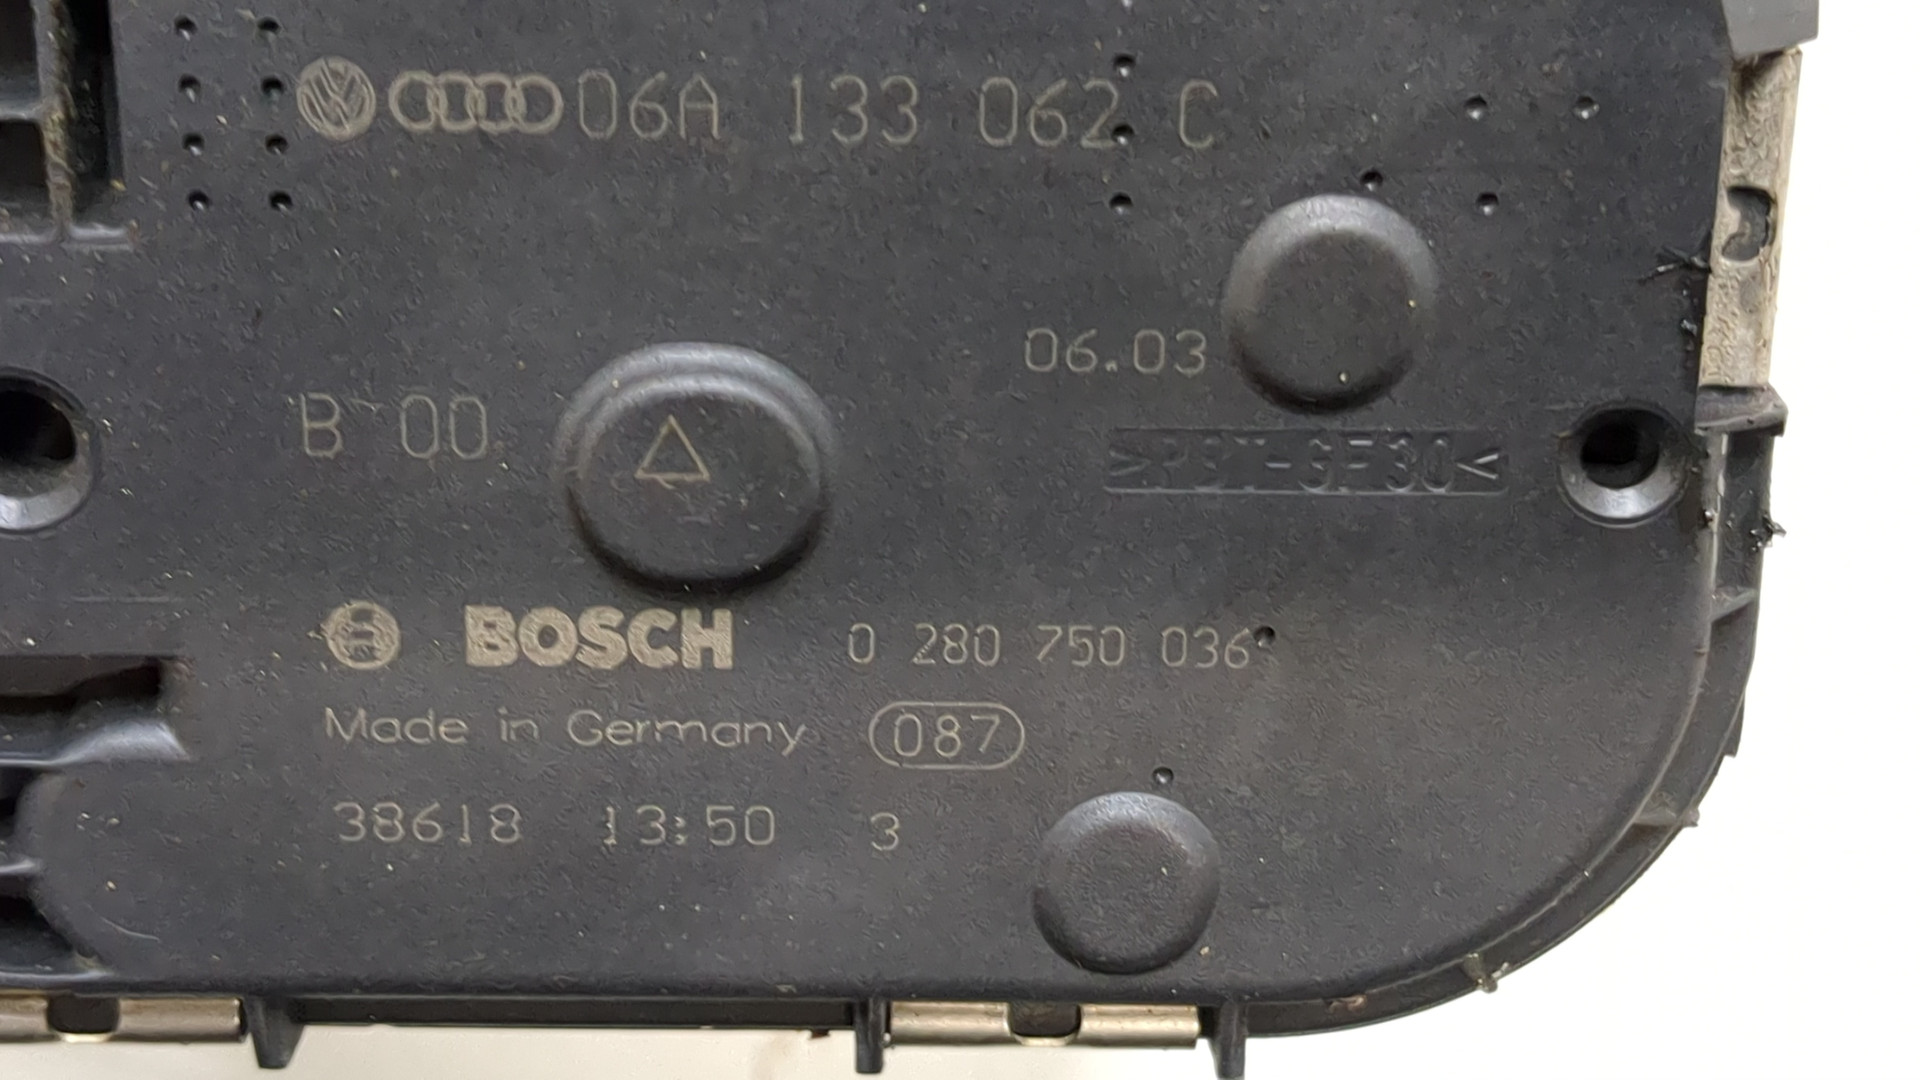 06A 133 062 C
06.03
B 00
>PBT-GF30<
BOSCH 0 280 750 036
Made in Germany 087
38618 13:50 3